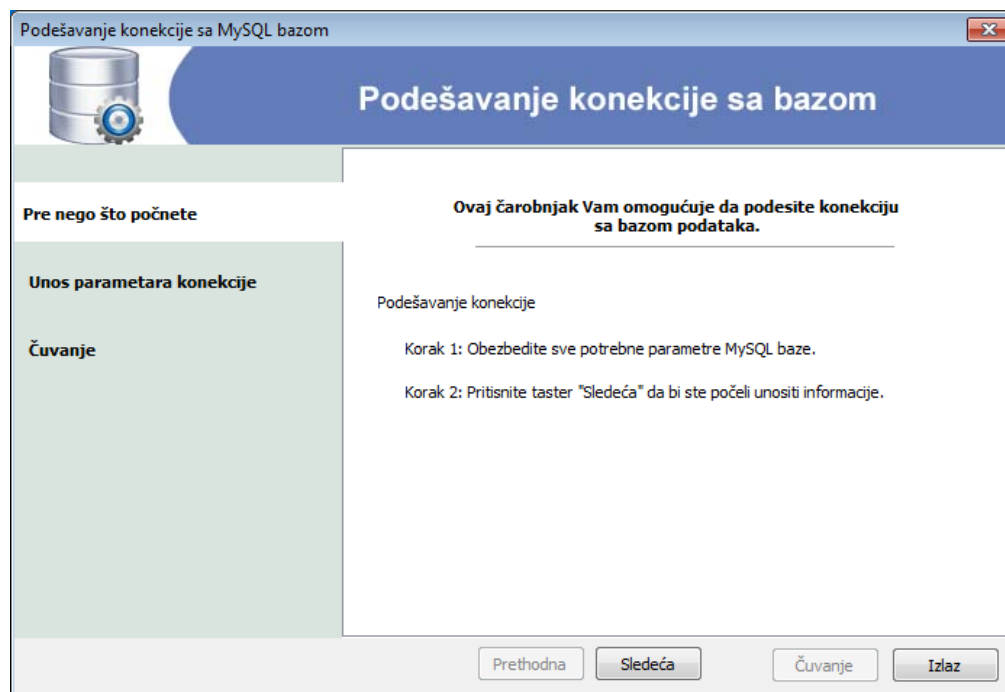 Podešavanje konekcije sa MySQL bazom
Podešavanje konekcije sa bazom
Pre nego što počnete
Unos parametara konekcije
Čuvanje
Ovaj čarobnjak Vam omogućuje da podesite konekciju
sa bazom podataka.
Podešavanje konekcije
Korak 1: Obezbedite sve potrebne parametre MySQL baze.
Korak 2: Pritisnite taster "Sledeća" da bi ste počeli unositi informacije.
Prethodna
Sledeća
Čuvanje
Izlaz